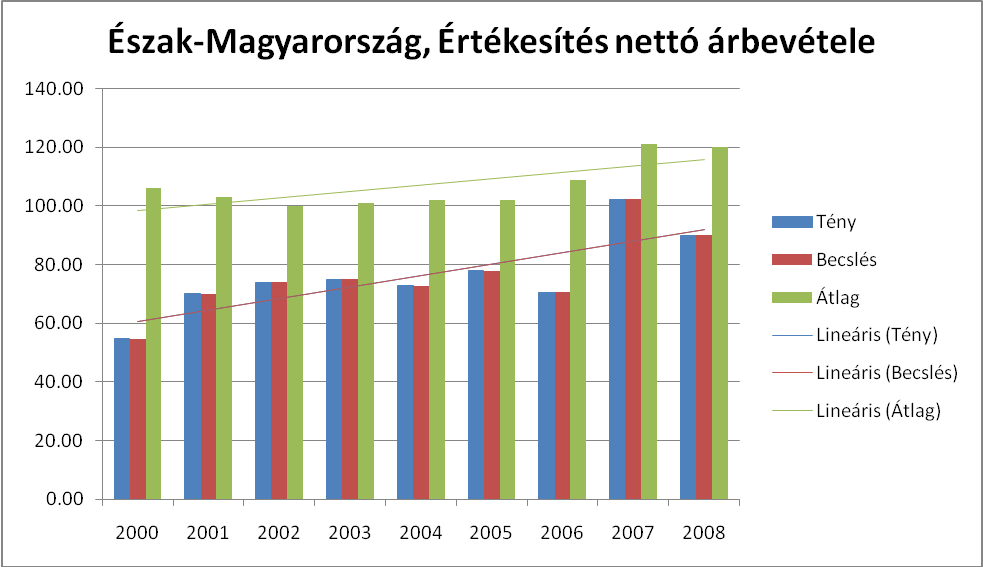 Észak-Magyarország, Értékesítés nettó árbevétele
140.00
120.00
100.00
80.00
60.00
40.00
20.00
0.00
2000 2001 2002 2003 2004 2005 2006 2007 2008
Tény
Becslés
Átlag
Lineáris (Tény)
Lineáris (Becslés)
Lineáris (Átlag)